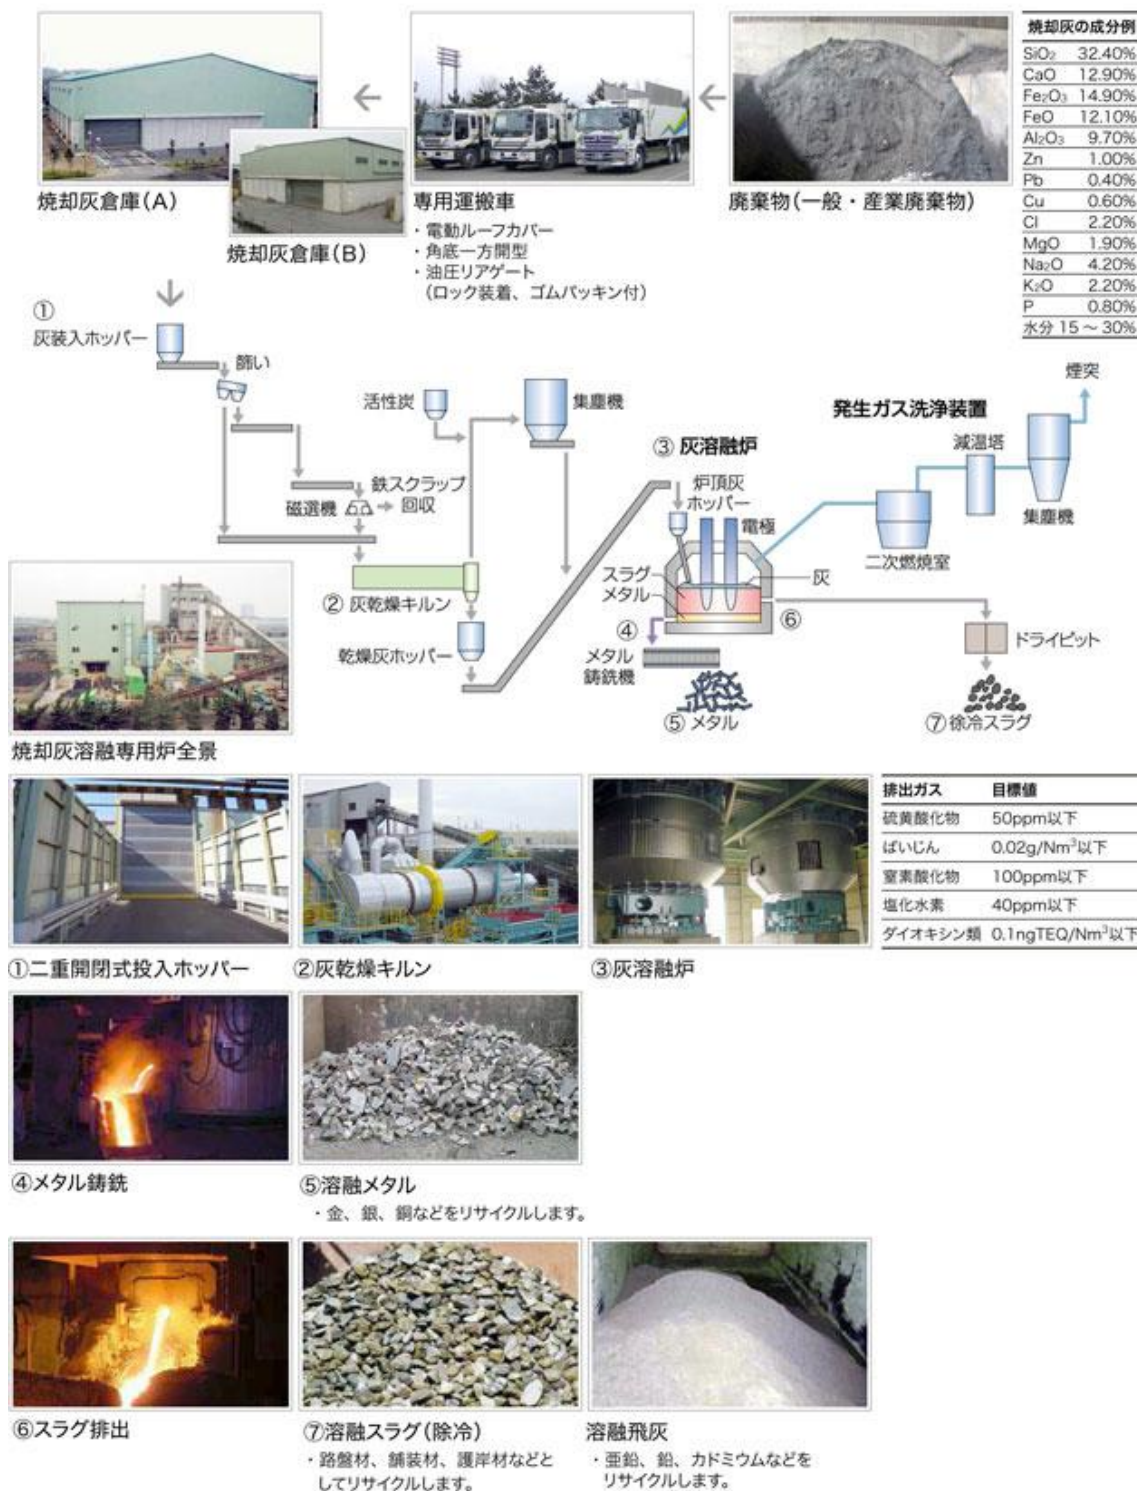 焼却灰の成分例
SiO₂ 32.40%
CaO 12.90%
Fe₂O₃ 14.90%
FeO 12.10%
Al₂O₃ 9.70%
Zn 1.00%
Pb 0.40%
Cu 0.60%
Cl 2.20%
MgO 1.90%
Na₂O 4.20%
K₂O 2.20%
P 0.80%
水分 15 ～ 30%
焼却灰倉庫(A)
焼却灰倉庫(B)
専用運搬車
・電動ルーフカバー
・角底一方開型
・油圧リアゲート
(ロック装着、ゴムパッキン付)
廃棄物(一般・産業廃棄物)
①
灰装入ホッパー
篩い
磁選機
鉄スクラップ
回収
活性炭
集塵機
② 灰乾燥キルン
乾燥灰ホッパー
③ 灰溶融炉
炉頂灰
ホッパー
電極
スラグ
メタル
灰
④
メタル
鋳銑機
⑤ メタル
⑥
発生ガス洗浄装置
煙突
減温塔
集塵機
二次燃焼室
ドライピット
⑦ 徐冷スラグ
焼却灰溶融専用炉全景
排出ガス 目標値
硫黄酸化物 50ppm以下
ばいじん 0.02g/Nm³以下
窒素酸化物 100ppm以下
塩化水素 40ppm以下
ダイオキシン類 0.1ngTEQ/Nm³以下
①二重開閉式投入ホッパー
②灰乾燥キルン
③灰溶融炉
④メタル鋳銑
⑤溶融メタル
・金、銀、銅などをリサイクルします。
⑥スラグ排出
⑦溶融スラグ(除冷)
・路盤材、舗装材、護岸材などと
してリサイクルします。
溶融飛灰
・亜鉛、鉛、カドミウムなどを
リサイクルします。